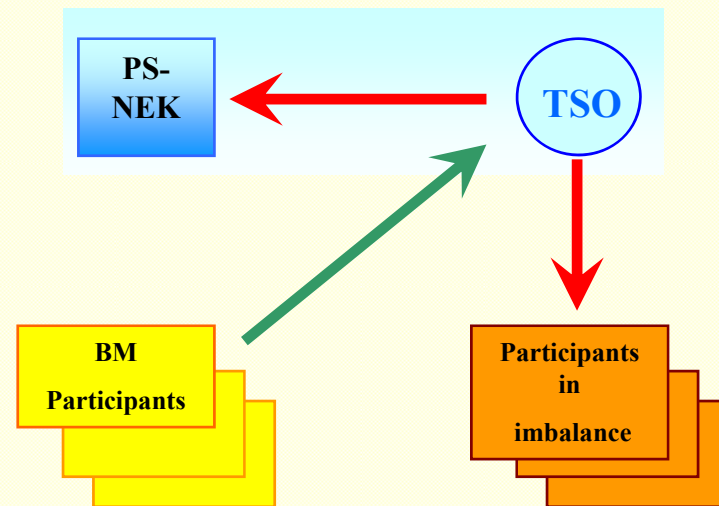 PS-
NEK
TSO
BM
Participants
Participants
in
imbalance